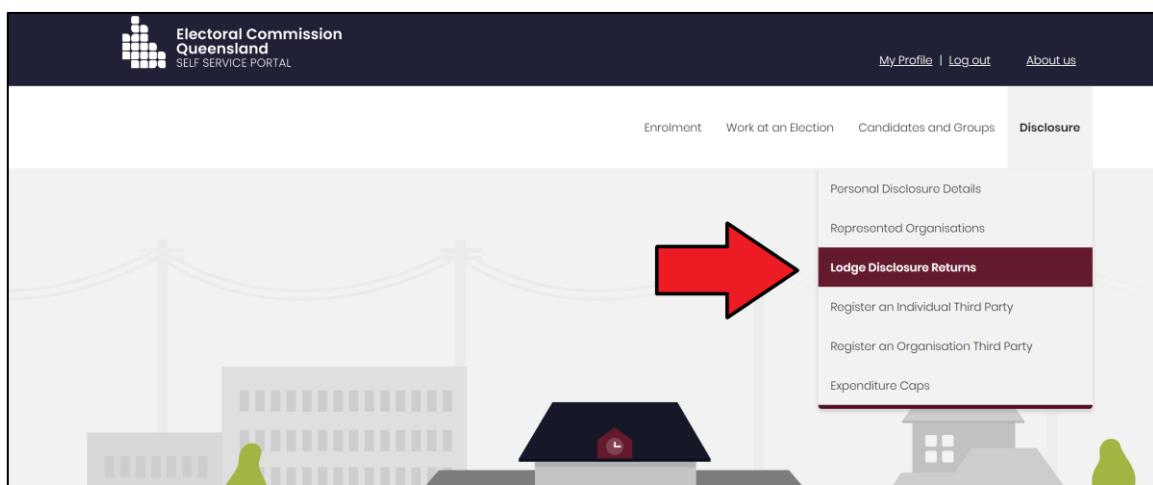 Electoral Commission
Queensland
SELF SERVICE PORTAL
My Profile | Log out About us
Enrolment Work at an Election Candidates and Groups Disclosure
Personal Disclosure Details
Represented Organisations
Lodge Disclosure Returns
Register an Individual Third Party
Register an Organisation Third Party
Expenditure Caps